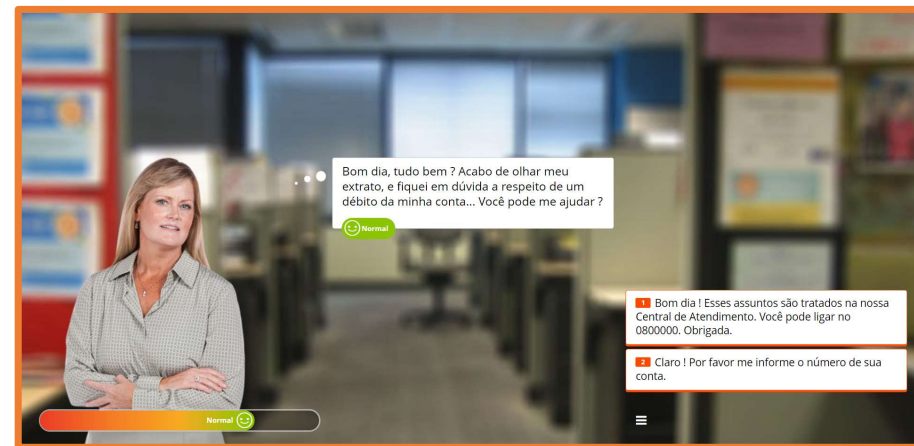 Bom dia, tudo bem ? Acabo de olhar meu
extrato, e fiquei em dúvida a respeito de um
débito da minha conta... Você pode me ajudar ?
Normal
1 Bom dia ! Esses assuntos são tratados na nossa
Central de Atendimento. Você pode ligar no
0800000. Obrigada.
2 Claro ! Por favor me informe o número de sua
conta.
Normal